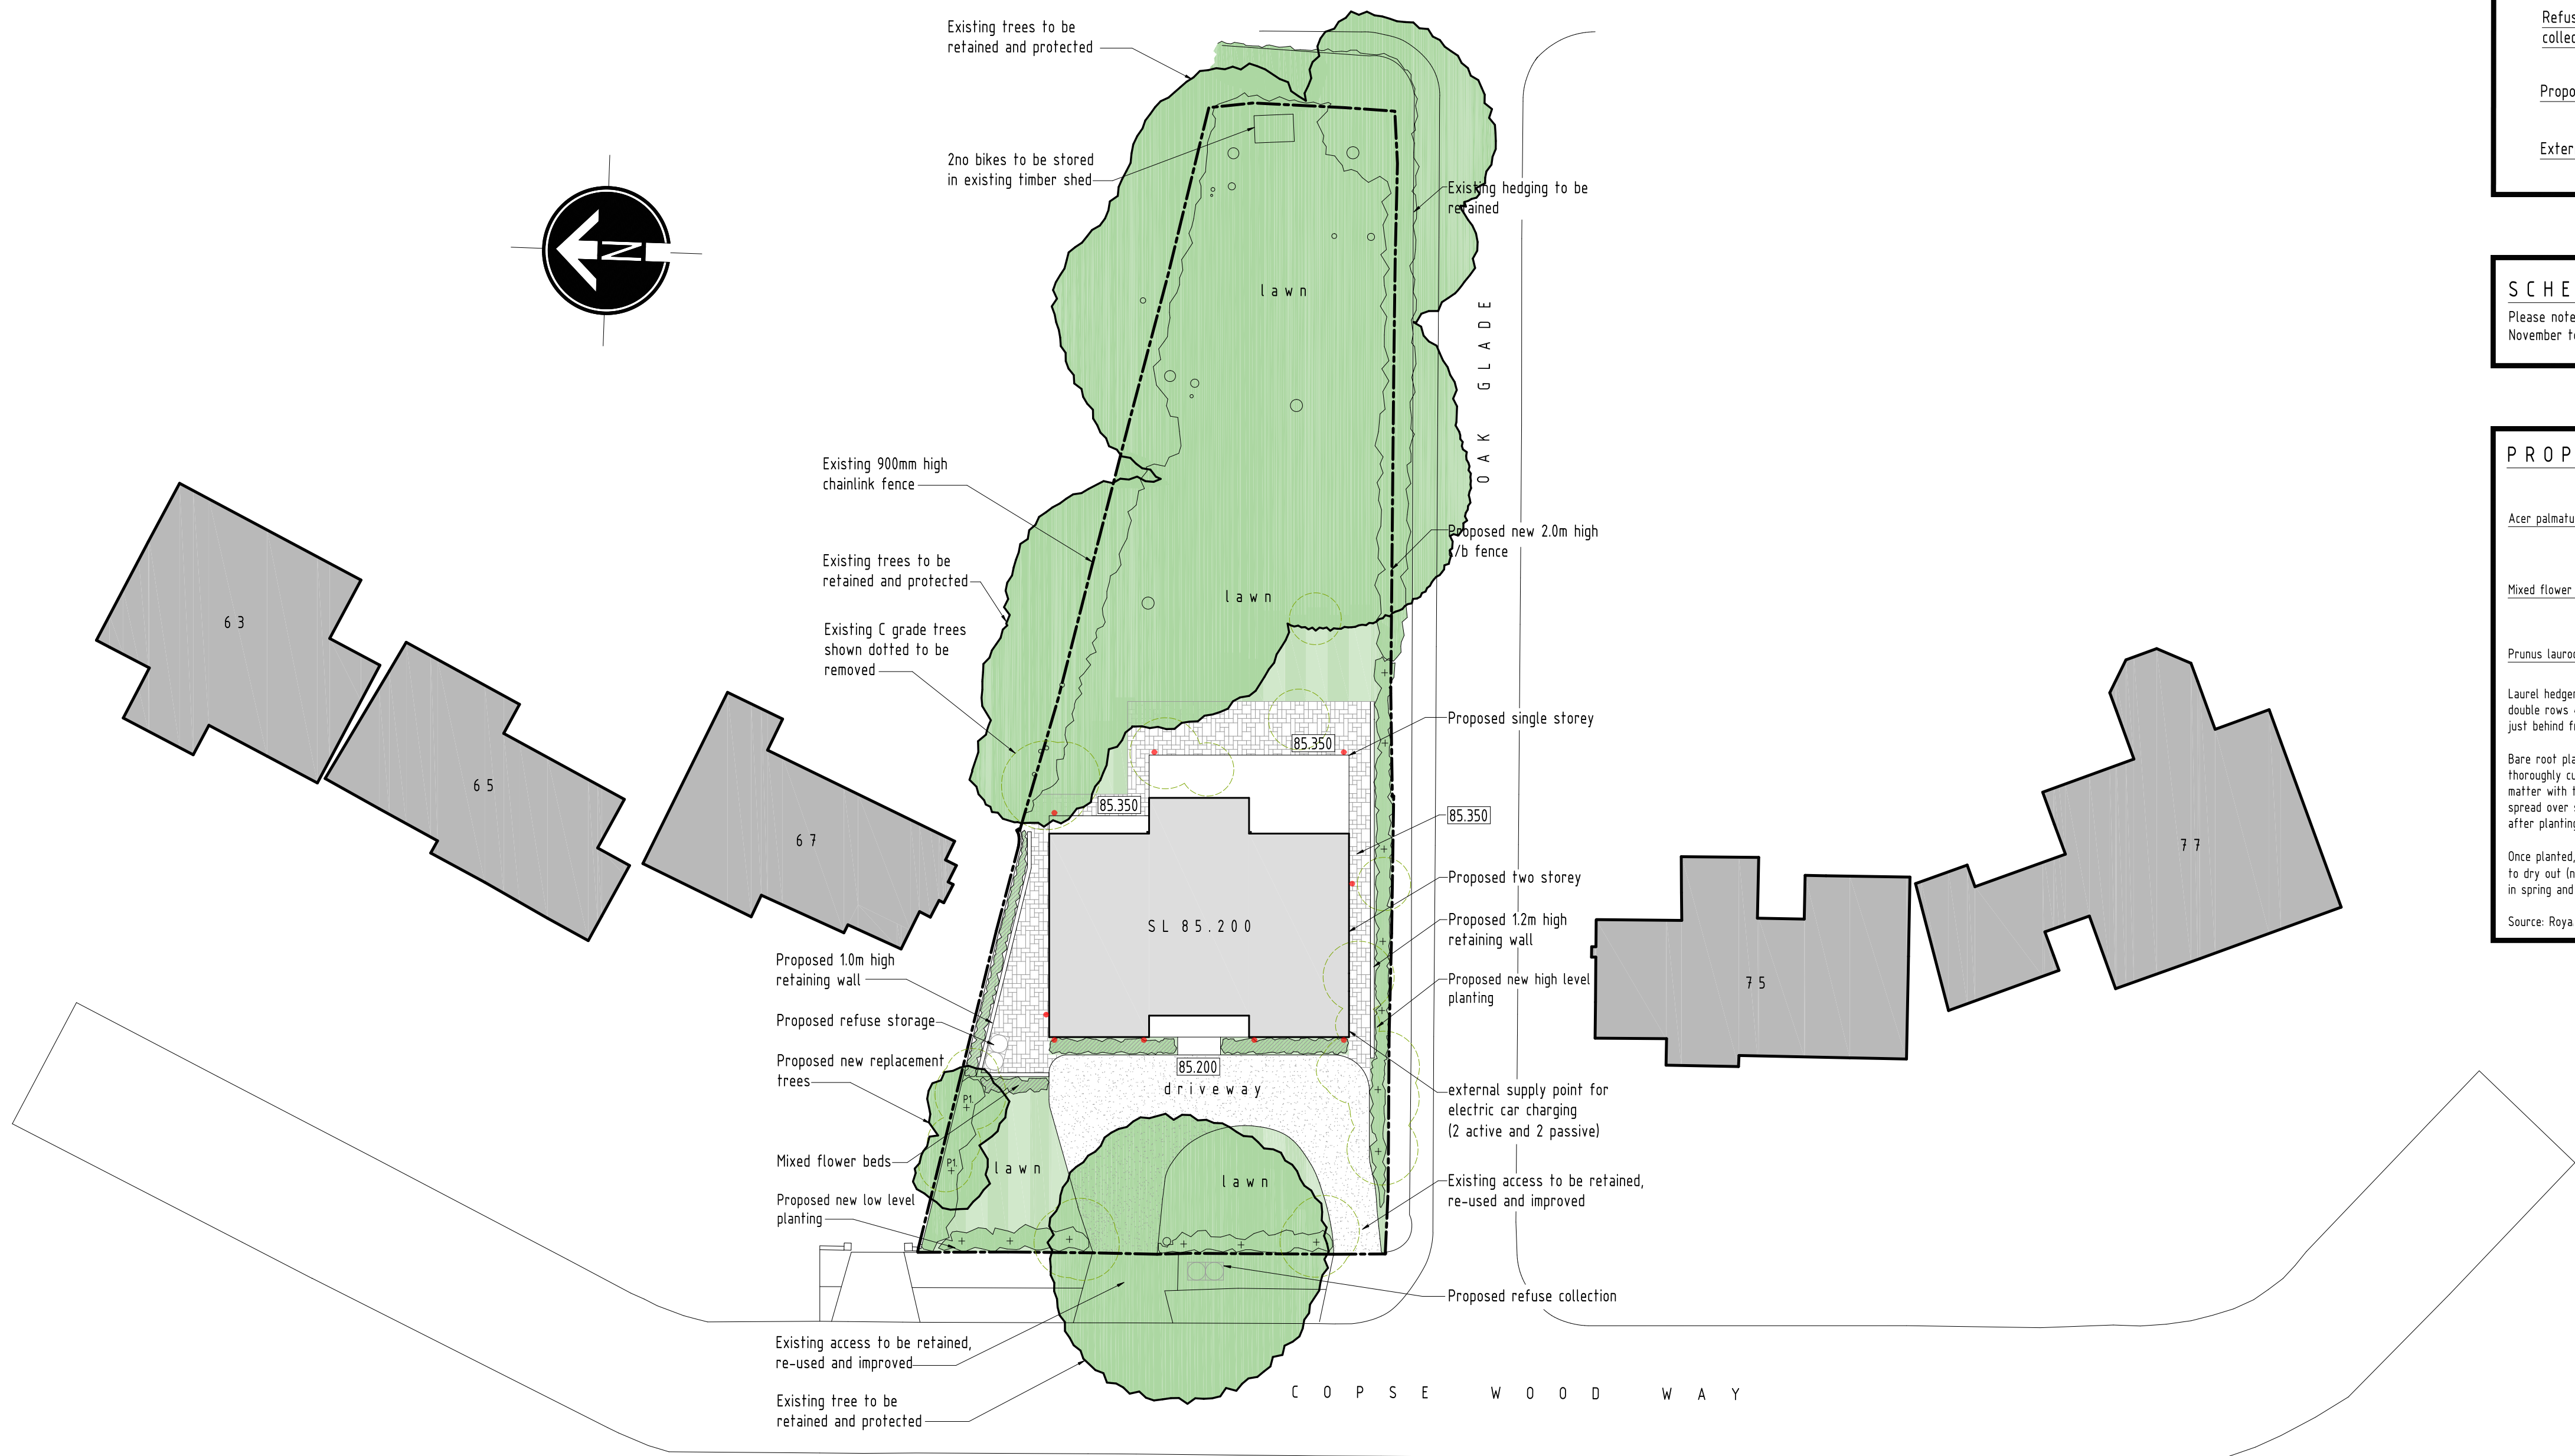 Existing trees to be
retained and protected
2no bikes to be stored
in existing timber shed
N
Existing hedging to be
retained
lawn
OAK GLADE
Existing 900mm high
chainlink fence
Proposed new 2.0m high
/b fence
Existing trees to be
retained and protected
lawn
Existing C grade trees
shown dotted to be
removed
63
65
67
Proposed single storey
85.350
85.350
85.350
Proposed two storey
SL 85.200
Proposed 1.2m high
retaining wall
75
77
Proposed 1.0m high
retaining wall
Proposed new high level
planting
Proposed refuse storage
Proposed new replacement
trees
85.200
driveway
external supply point for
electric car charging
(2 active and 2 passive)
P1.
P1.
Mixed flower beds
lawn
lawn
Proposed new low level
planting
Existing access to be retained,
re-used and improved
Proposed refuse collection
Existing access to be retained,
re-used and improved
Existing tree to be
retained and protected
COPSE WOOD WAY
Refus
collec
Propo
Exter
SCHE
Please note
November t
PROP
Acer palmatu
Mixed flower
Prunus lauro
Laurel hedger
double rows
just behind f
Bare root pla
thoroughly cu
matter with t
spread over
after planting
Once planted,
to dry out (n
in spring and
Source: Roya